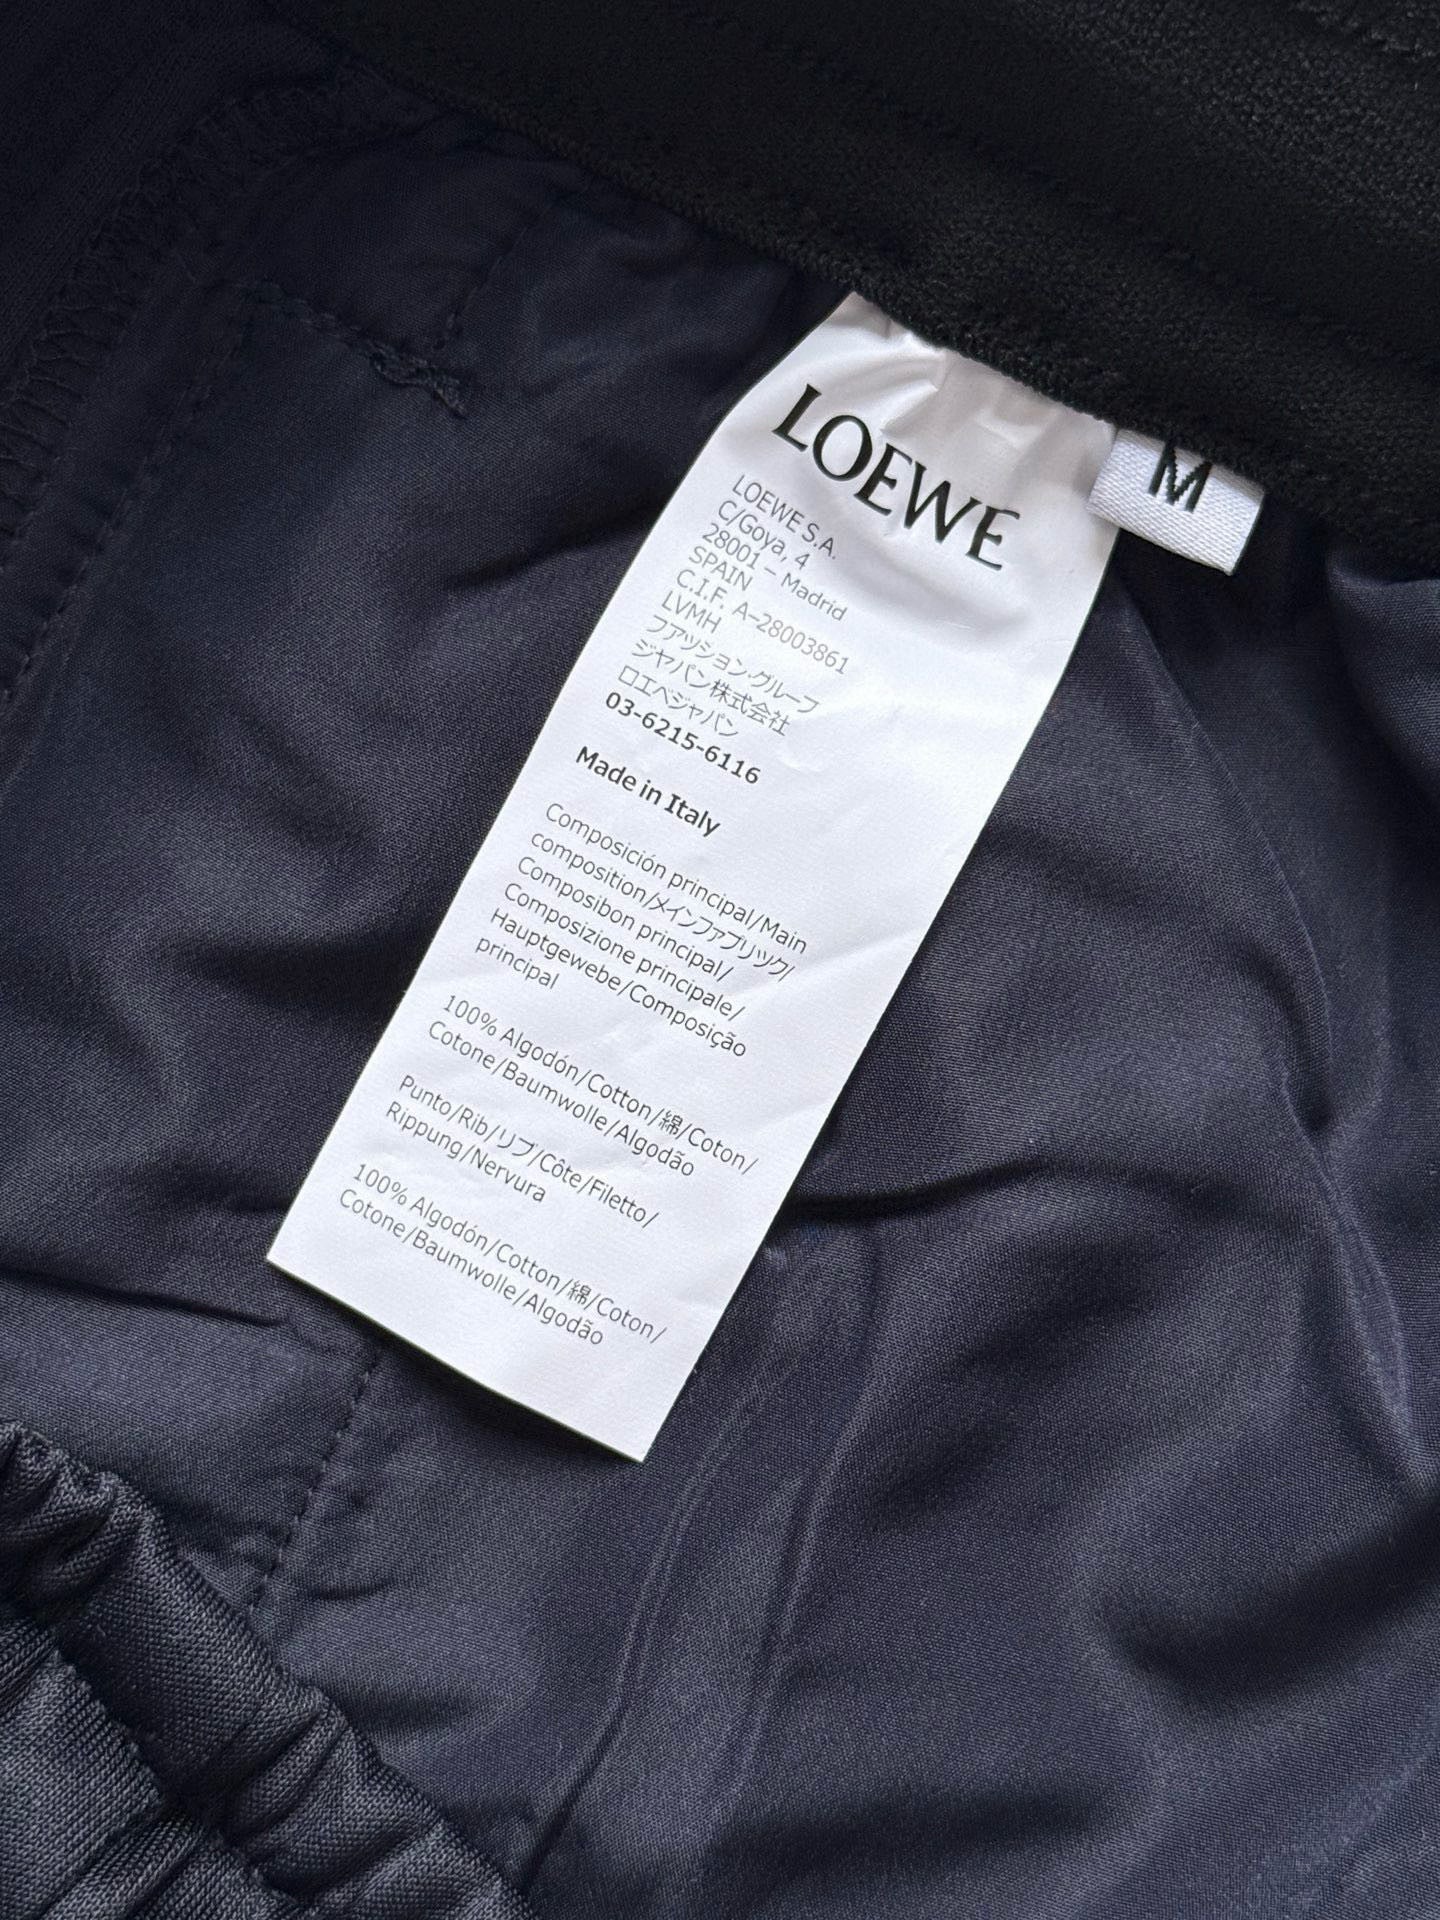 LOEWE
M
LOEWE S.A.
C/Goya, 4
28001 – Madrid
SPAIN
C.I.F. A-28003861
LVMH
ファッション・グループ
ジャパン株式会社
ロエベジャパン
03-6215-6116
Made in Italy
Composición principal/Main
composition/メインファブリック/
Composibon principal/
Composizione principale/
Hauptgewebe/Composição
principal
100% Algodón/Cotton/綿/Coton/
Cotone/Baumwolle/Algodão
Punto/Rib/リブ/Côte/Filetto/
Rippung/Nervura
100% Algodón/Cotton/綿/Coton/
Cotone/Baumwolle/Algodão